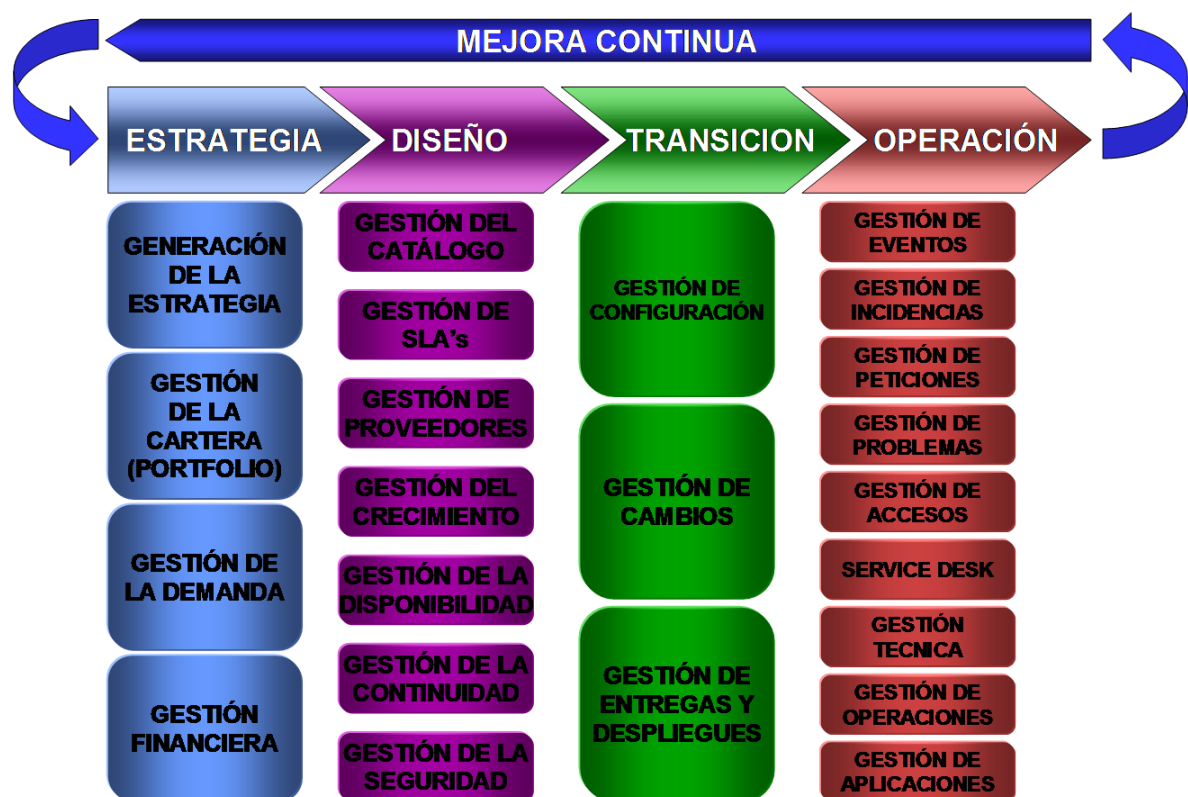 MEJORA CONTINUA
ESTRATEGIA
DISEÑO
TRANSICION
OPERACIÓN
GENERACIÓN
DE LA
ESTRATEGIA
GESTIÓN
DE LA
CARTERA
(PORTFOLIO)
GESTIÓN DE
LA DEMANDA
GESTIÓN
FINANCIERA
GESTIÓN DEL
CATÁLOGO
GESTIÓN DE
SLA’s
GESTIÓN DE
PROVEEDORES
GESTIÓN DEL
CRECIMIENTO
GESTIÓN DE LA
DISPONIBILIDAD
GESTIÓN DE LA
CONTINUIDAD
GESTIÓN DE LA
SEGURIDAD
GESTIÓN DE
CONFIGURACIÓN
GESTIÓN DE
CAMBIOS
GESTIÓN DE
ENTREGAS Y
DESPLIEGUES
GESTIÓN DE
EVENTOS
GESTIÓN DE
INCIDENCIAS
GESTIÓN DE
PETICIONES
GESTIÓN DE
PROBLEMAS
GESTIÓN DE
ACCESOS
SERVICE DESK
GESTIÓN
TECNICA
GESTIÓN DE
OPERACIONES
GESTIÓN DE
APLICACIONES